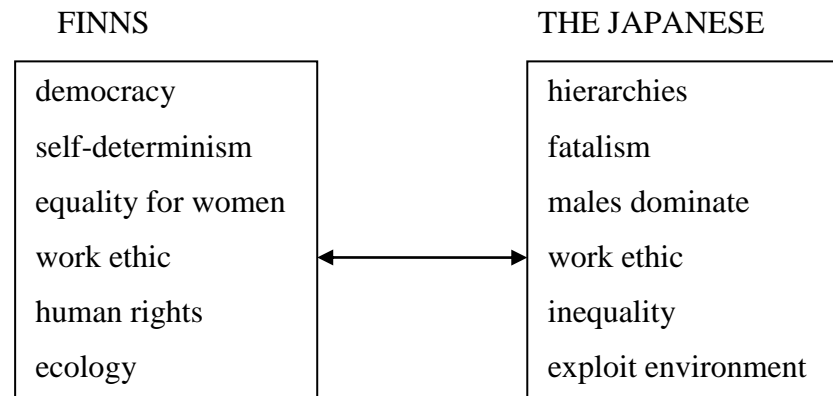 FINNS
THE JAPANESE
democracy
self-determinism
equality for women
work ethic
human rights
ecology
hierarchies
fatalism
males dominate
work ethic
inequality
exploit environment